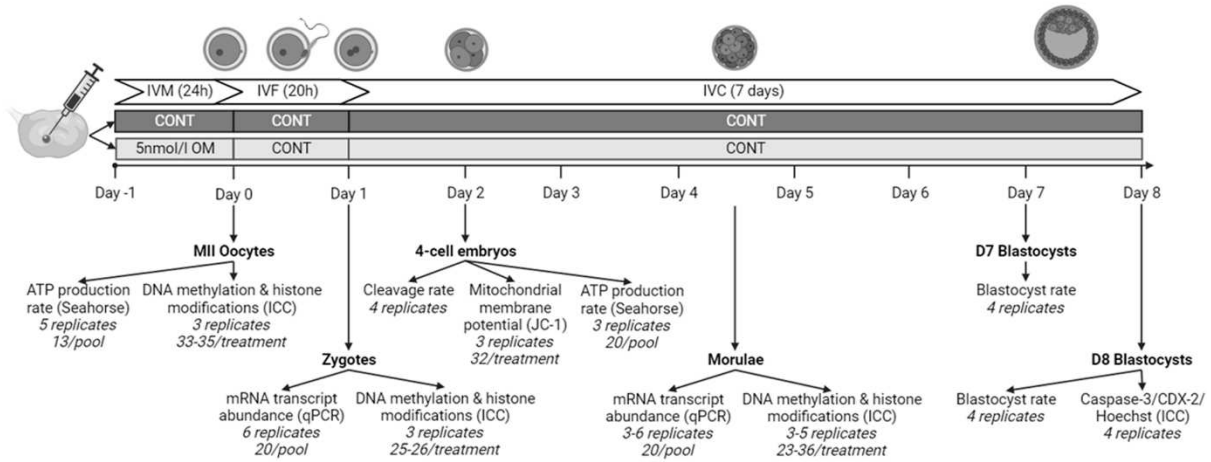 IVM (24h)
IVF (20h)
IVC (7 days)
CONT
CONT
CONT
5nmol/l OM
CONT
CONT
Day -1
Day 0
Day 1
Day 2
Day 3
Day 4
Day 5
Day 6
Day 7
Day 8
MII Oocytes
ATP production
rate (Seahorse)
5 replicates
13/pool
DNA methylation & histone
modifications (ICC)
3 replicates
33-35/treatment
Zygotes
mRNA transcript
abundance (qPCR)
6 replicates
20/pool
DNA methylation & histone
modifications (ICC)
3 replicates
25-26/treatment
4-cell embryos
Cleavage rate
4 replicates
Mitochondrial
membrane
potential (JC-1)
3 replicates
32/treatment
ATP production
rate (Seahorse)
3 replicates
20/pool
Morulae
mRNA transcript
abundance (qPCR)
3-6 replicates
20/pool
DNA methylation & histone
modifications (ICC)
3-5 replicates
23-36/treatment
D7 Blastocysts
Blastocyst rate
4 replicates
D8 Blastocysts
Blastocyst rate
4 replicates
Caspase-3/CDX-2/
Hoechst (ICC)
4 replicates